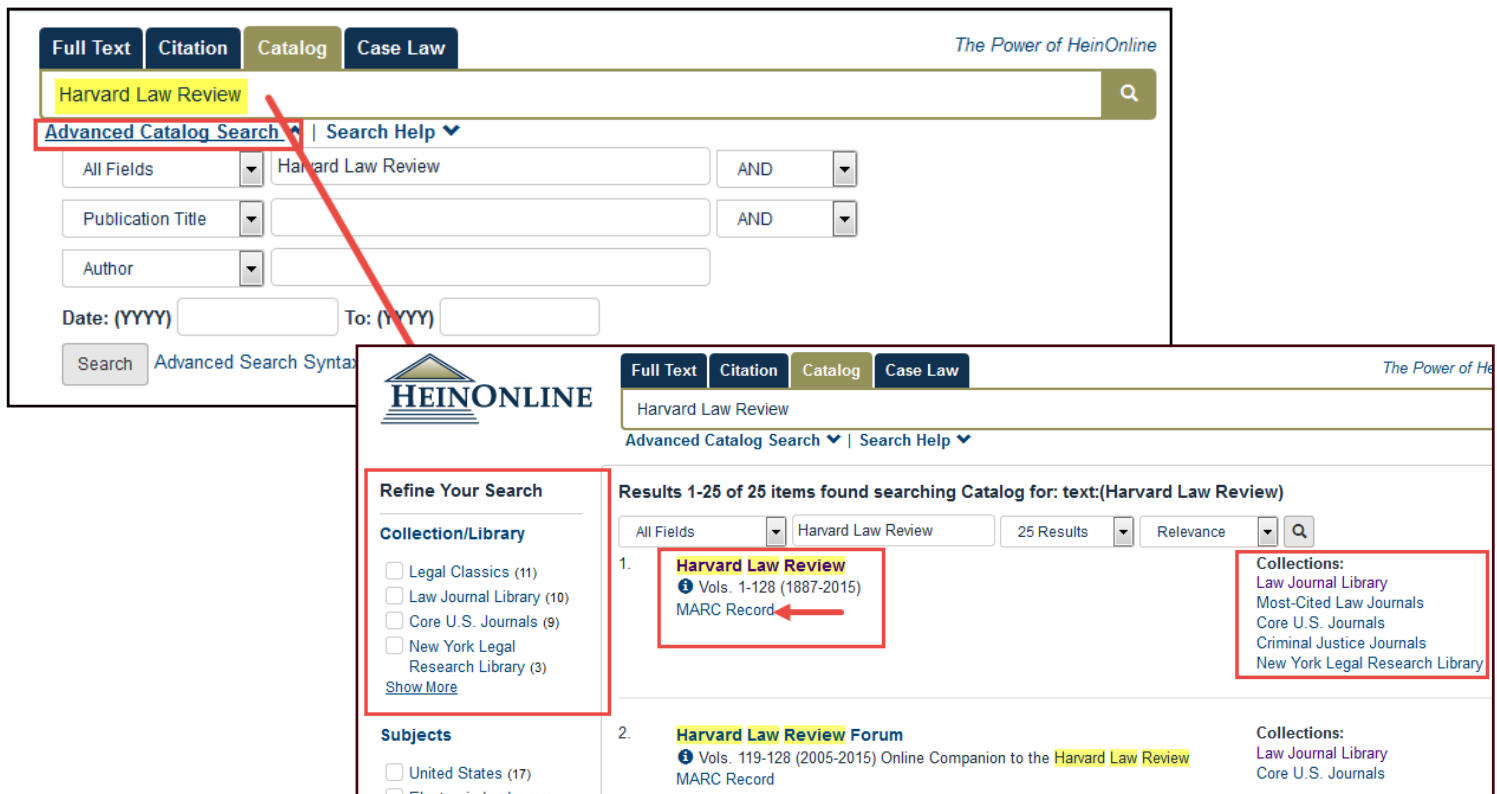 Full Text Citation Catalog Case Law
The Power of HeinOnline
Harvard Law Review
Advanced Catalog Search | Search Help
All Fields Harvard Law Review AND
Publication Title AND
Author
Date: (YYYY) To: (YYYY)
Search Advanced Search Syntax
HEINONLINE
Full Text Citation Catalog Case Law
The Power of He
Harvard Law Review
Advanced Catalog Search | Search Help
Refine Your Search
Collection/Library
Legal Classics (11)
Law Journal Library (10)
Core U.S. Journals (9)
New York Legal
Research Library (3)
Show More
Subjects
United States (17)
Results 1-25 of 25 items found searching Catalog for: text:(Harvard Law Review)
All Fields Harvard Law Review 25 Results Relevance
1. Harvard Law Review
Vols. 1-128 (1887-2015)
MARC Record
Collections:
Law Journal Library
Most-Cited Law Journals
Core U.S. Journals
Criminal Justice Journals
New York Legal Research Library
2. Harvard Law Review Forum
Vols. 119-128 (2005-2015) Online Companion to the Harvard Law Review
MARC Record
Collections:
Law Journal Library
Core U.S. Journals